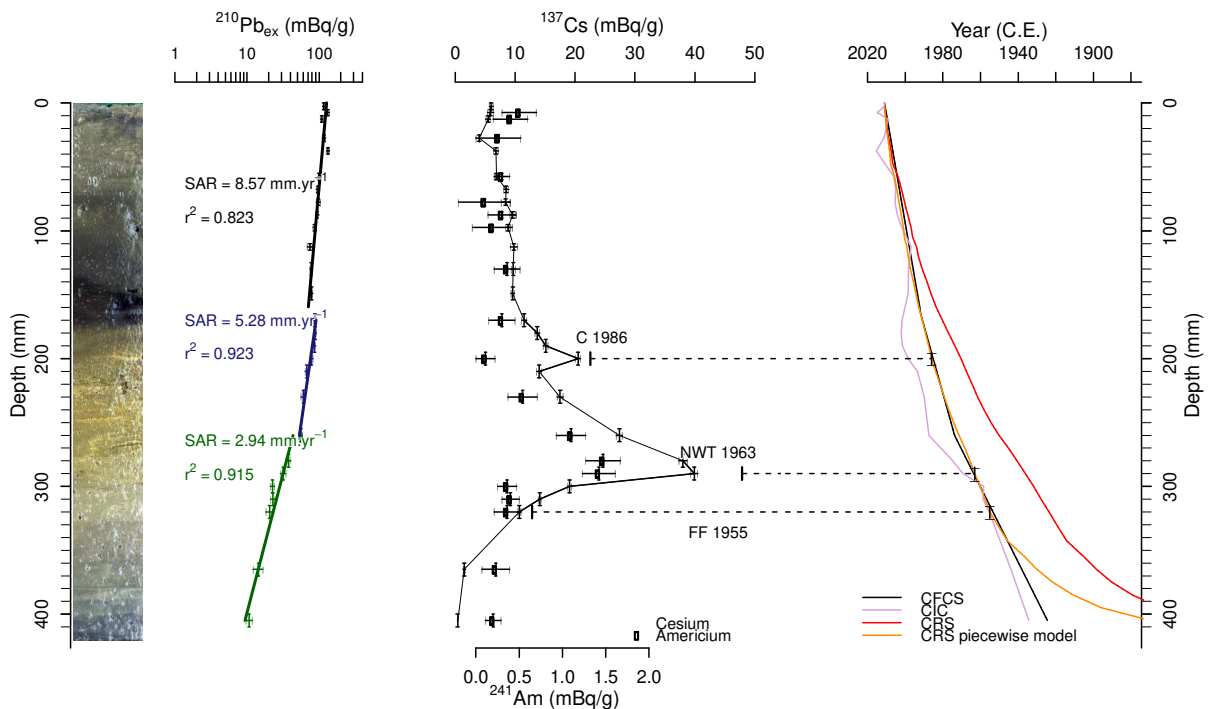 ²¹⁰Pbₑₓ (mBq/g)
¹³⁷Cs (mBq/g)
Year (C.E.)
1 10 100
0 10 20 30 40 50
2020 1980 1940 1900
0
100
200
300
400
Depth (mm)
SAR = 8.57 mm.yr⁻¹
r² = 0.823
SAR = 5.28 mm.yr⁻¹
r² = 0.923
SAR = 2.94 mm.yr⁻¹
r² = 0.915
C 1986
NWT 1963
FF 1955
Cesium
Americium
0.0 0.5 1.0 1.5 2.0
²⁴¹Am (mBq/g)
CFCS
CIC
CRS
CRS piecewise model
0
100
200
300
400
Depth (mm)